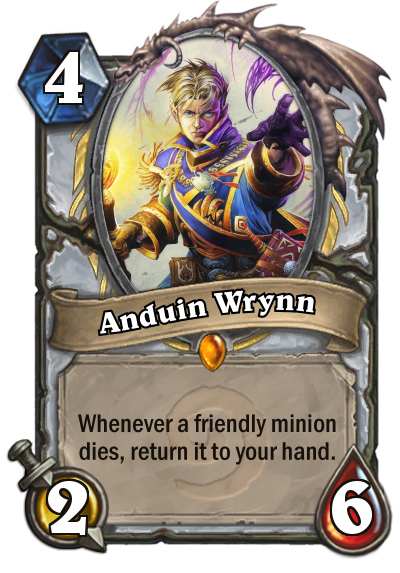 4
Anduin Wrynn
Whenever a friendly minion
dies, return it to your hand.
2
6